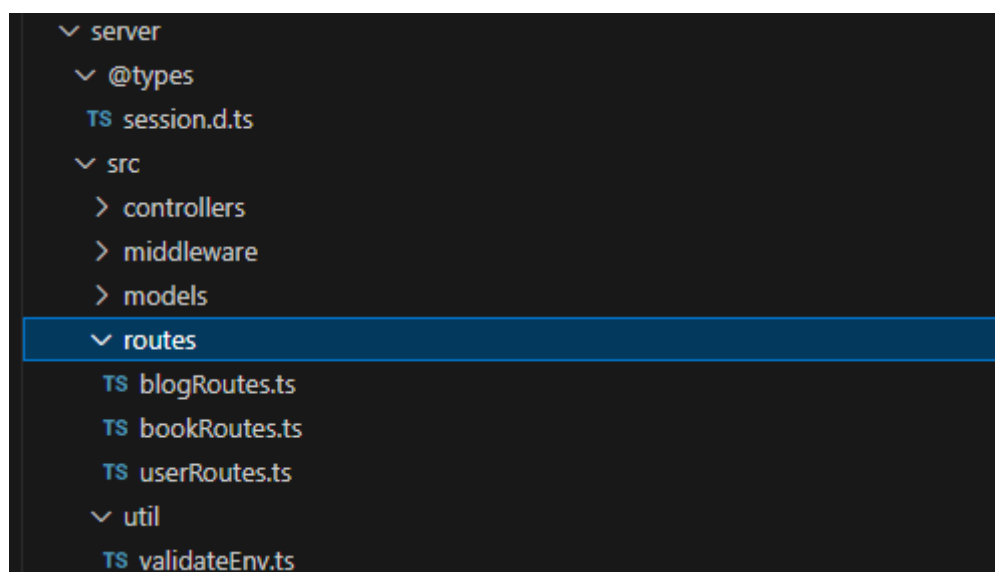 server
@types
TS session.d.ts
src
controllers
middleware
models
routes
TS blogRoutes.ts
TS bookRoutes.ts
TS userRoutes.ts
util
TS validateEnv.ts